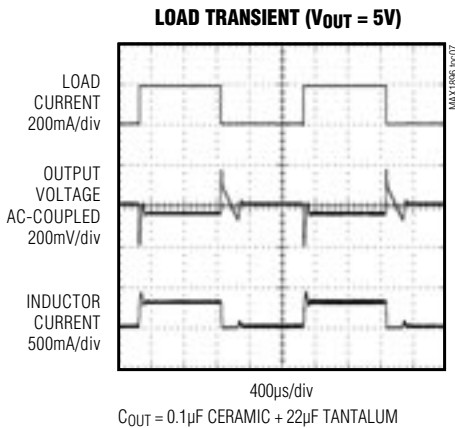 LOAD TRANSIENT (VOUT = 5V)
MAX1896 toc07
LOAD
CURRENT
200mA/div
OUTPUT
VOLTAGE
AC-COUPLED
200mV/div
INDUCTOR
CURRENT
500mA/div
400µs/div
COUT = 0.1µF CERAMIC + 22µF TANTALUM